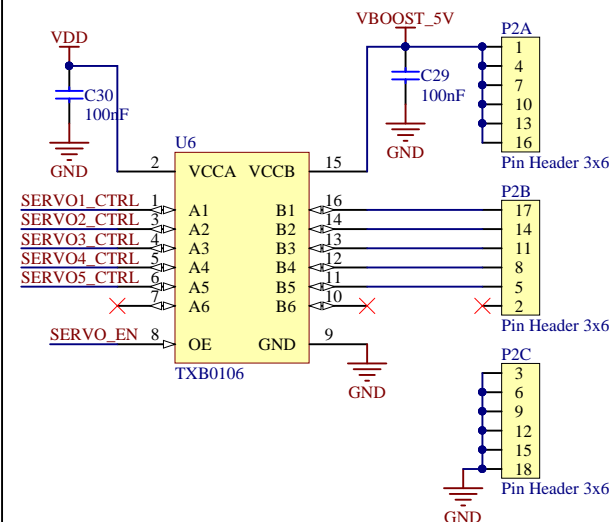 VBOOST_5V
P2A
VDD
1
4
C29
7
C30
100nF
10
100nF
13
U6
16
GND
GND
Pin Header 3x6
2
VCCA
VCCB
15
P2B
SERVO1_CTRL 1 A1 B1 16 17
SERVO2_CTRL 3 A2 B2 14 14
SERVO3_CTRL 4 A3 B3 13 11
SERVO4_CTRL 5 A4 B4 12 8
SERVO5_CTRL 6 A5 B5 11 5
7 A6 B6 10 2
Pin Header 3x6
SERVO_EN 8 OE GND 9
TXB0106
P2C
GND
3
6
9
12
15
18
Pin Header 3x6
GND